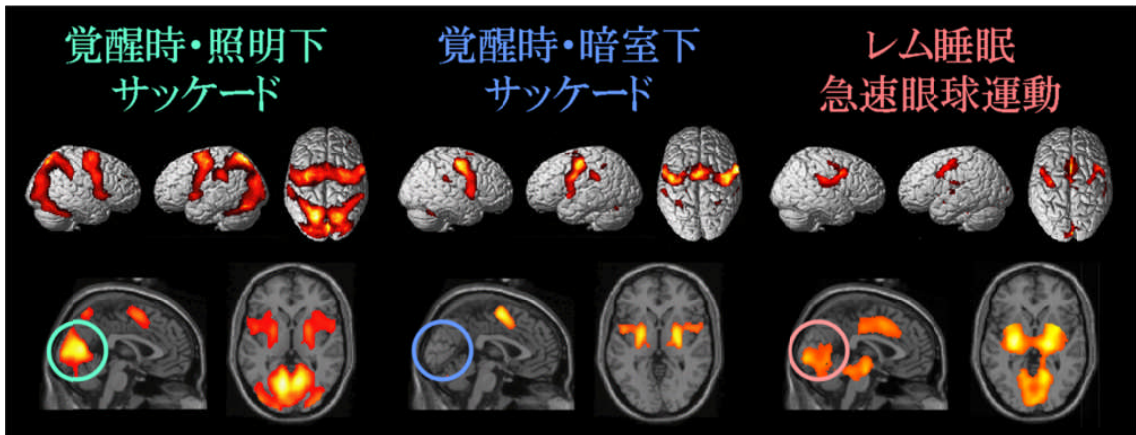 覚醒時・照明下
サッケード
覚醒時・暗室下
サッケード
レム睡眠
急速眼球運動